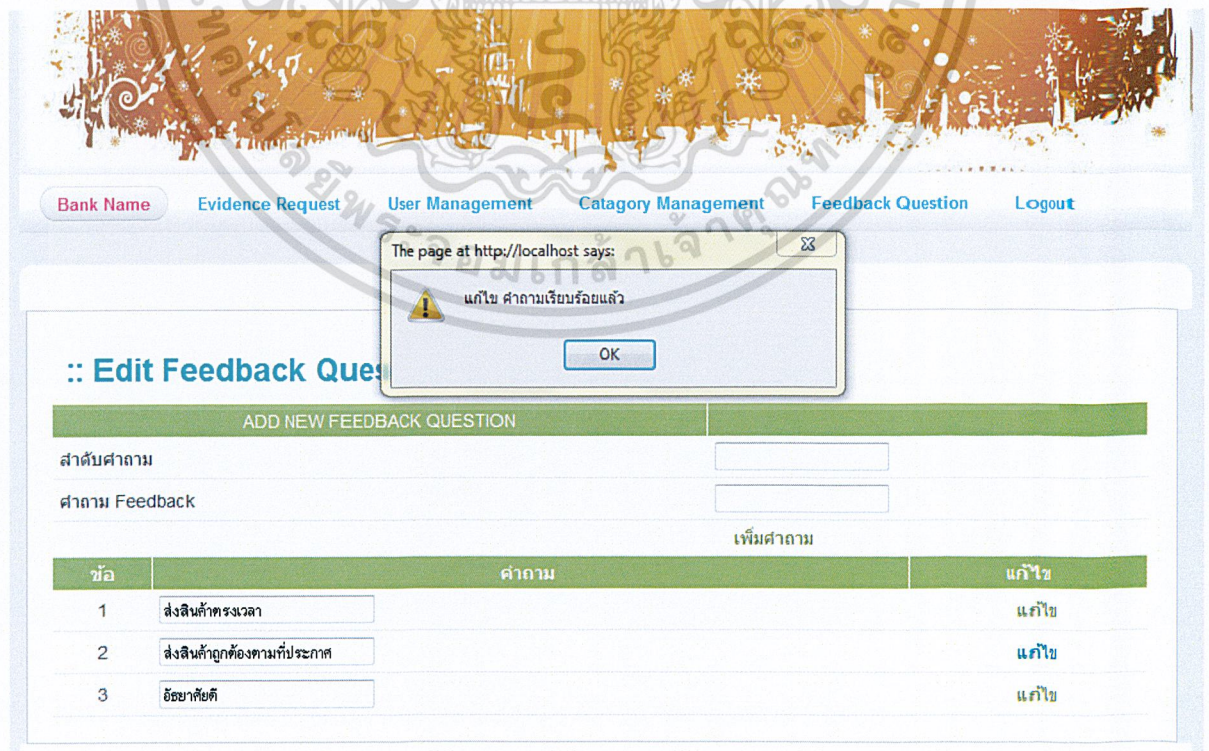 Bank Name Evidence Request User Management Catagory Management Feedback Question Logout
The page at http://localhost says:
แก้ไข คำถามเรียบร้อยแล้ว
OK
:: Edit Feedback Ques
ADD NEW FEEDBACK QUESTION
ลำดับคำถาม
คำถาม Feedback
เพิ่มคำถาม
ข้อ คำถาม แก้ไข
1 ส่งสินค้าตรงเวลา แก้ไข
2 ส่งสินค้าถูกต้องตามที่ประกาศ แก้ไข
3 อัธยาศัยดี แก้ไข